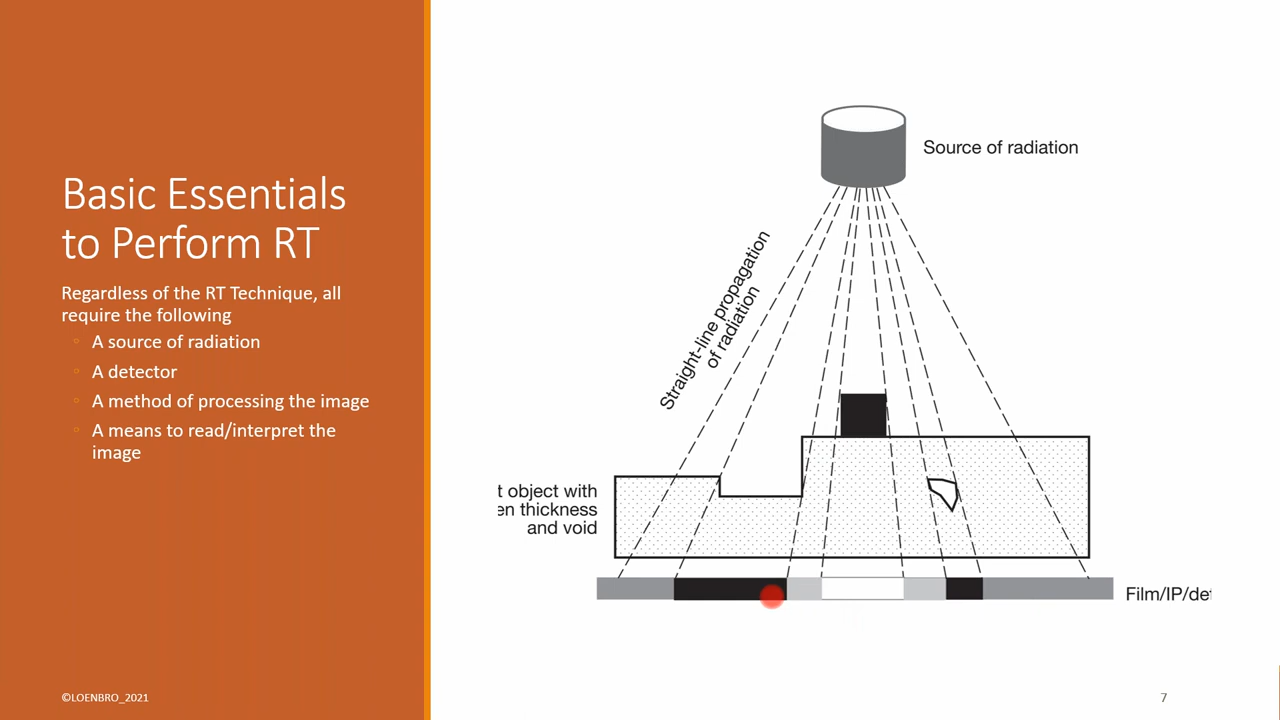 Basic Essentials
to Perform RT
Regardless of the RT Technique, all
require the following
A source of radiation
A detector
A method of processing the image
A means to read/interpret the
image
©LOENBRO_2021
Source of radiation
Straight-line propagation
of radiation
t object with
en thickness
and void
Film/IP/de
7